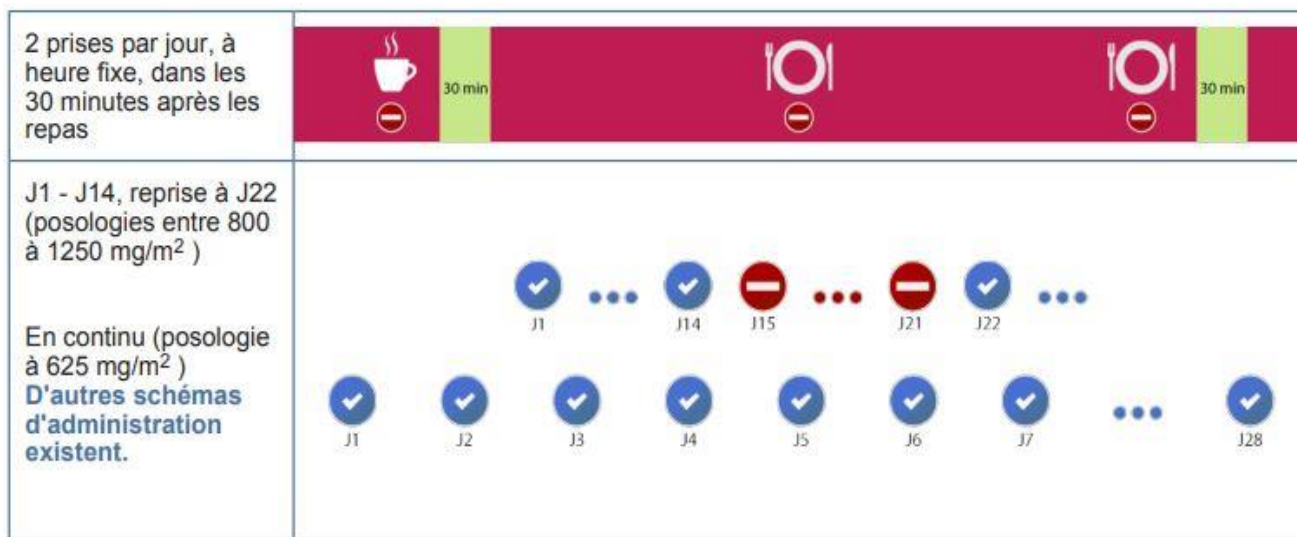 2 prises par jour, à
heure fixe, dans les
30 minutes après les
repas
30 min
30 min
J1 - J14, reprise à J22
(posologies entre 800
à 1250 mg/m² )
J1
J14
J15
J21
J22
En continu (posologie
à 625 mg/m² )
D'autres schémas
d'administration
existent.
J1
J2
J3
J4
J5
J6
J7
J28